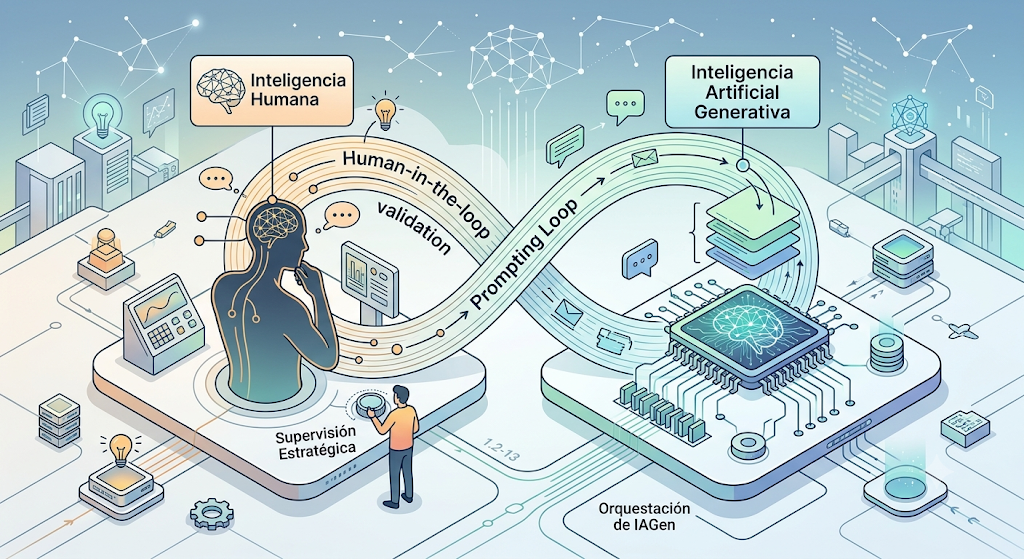 Inteligencia
Humana
Inteligencia
Artificial
Generativa
Human-in-the-loop
validation
Prompting Loop
Supervisión
Estratégica
1.2-13
Orquestación
de IAGen